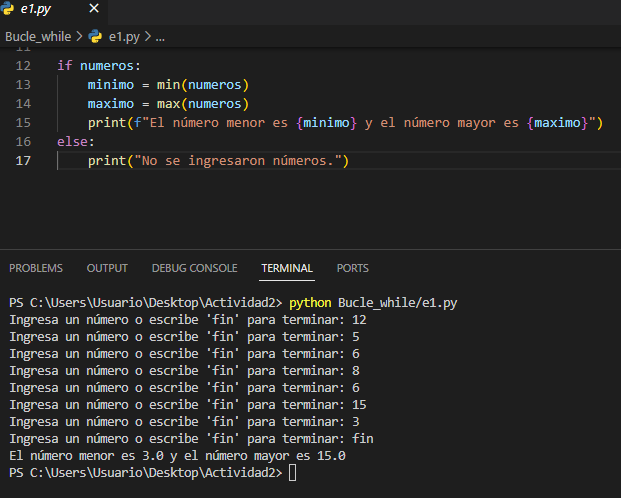 e1.py ×
Bucle_while > e1.py > ...
11
12 if numeros:
13     minimo = min(numeros)
14     maximo = max(numeros)
15     print(f"El número menor es {minimo} y el número mayor es {maximo}")
16 else:
17     print("No se ingresaron números.")
PROBLEMS OUTPUT DEBUG CONSOLE TERMINAL PORTS
PS C:\Users\Usuario\Desktop\Actividad2> python Bucle_while/e1.py
Ingresa un número o escribe 'fin' para terminar: 12
Ingresa un número o escribe 'fin' para terminar: 5
Ingresa un número o escribe 'fin' para terminar: 6
Ingresa un número o escribe 'fin' para terminar: 8
Ingresa un número o escribe 'fin' para terminar: 6
Ingresa un número o escribe 'fin' para terminar: 15
Ingresa un número o escribe 'fin' para terminar: 3
Ingresa un número o escribe 'fin' para terminar: fin
El número menor es 3.0 y el número mayor es 15.0
PS C:\Users\Usuario\Desktop\Actividad2>